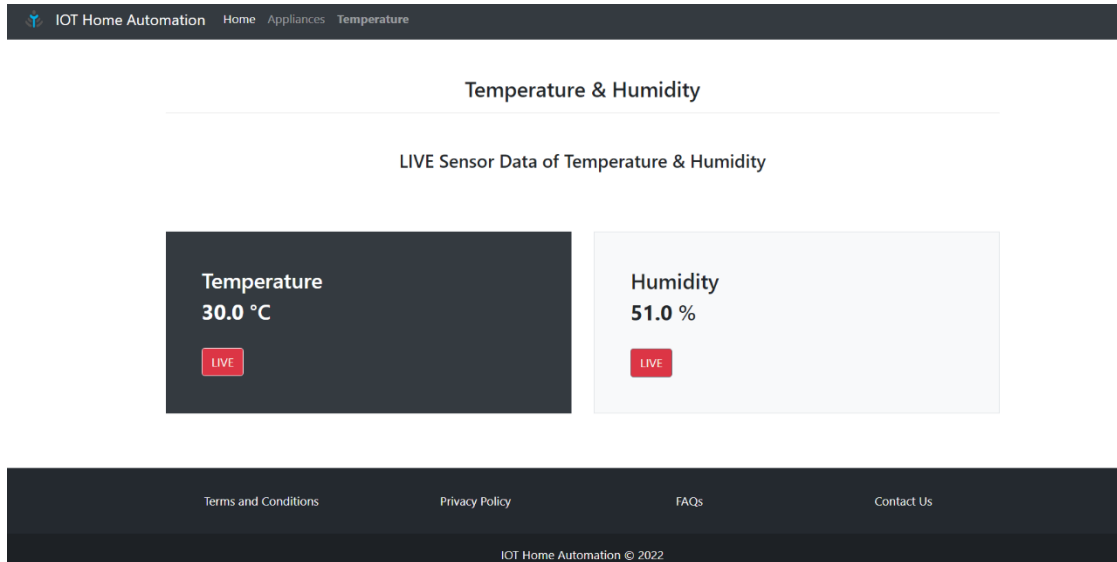 IOT Home Automation Home Appliances Temperature
Temperature & Humidity
LIVE Sensor Data of Temperature & Humidity
Temperature
30.0 °C
LIVE
Humidity
51.0 %
LIVE
Terms and Conditions Privacy Policy FAQs Contact Us
IOT Home Automation © 2022